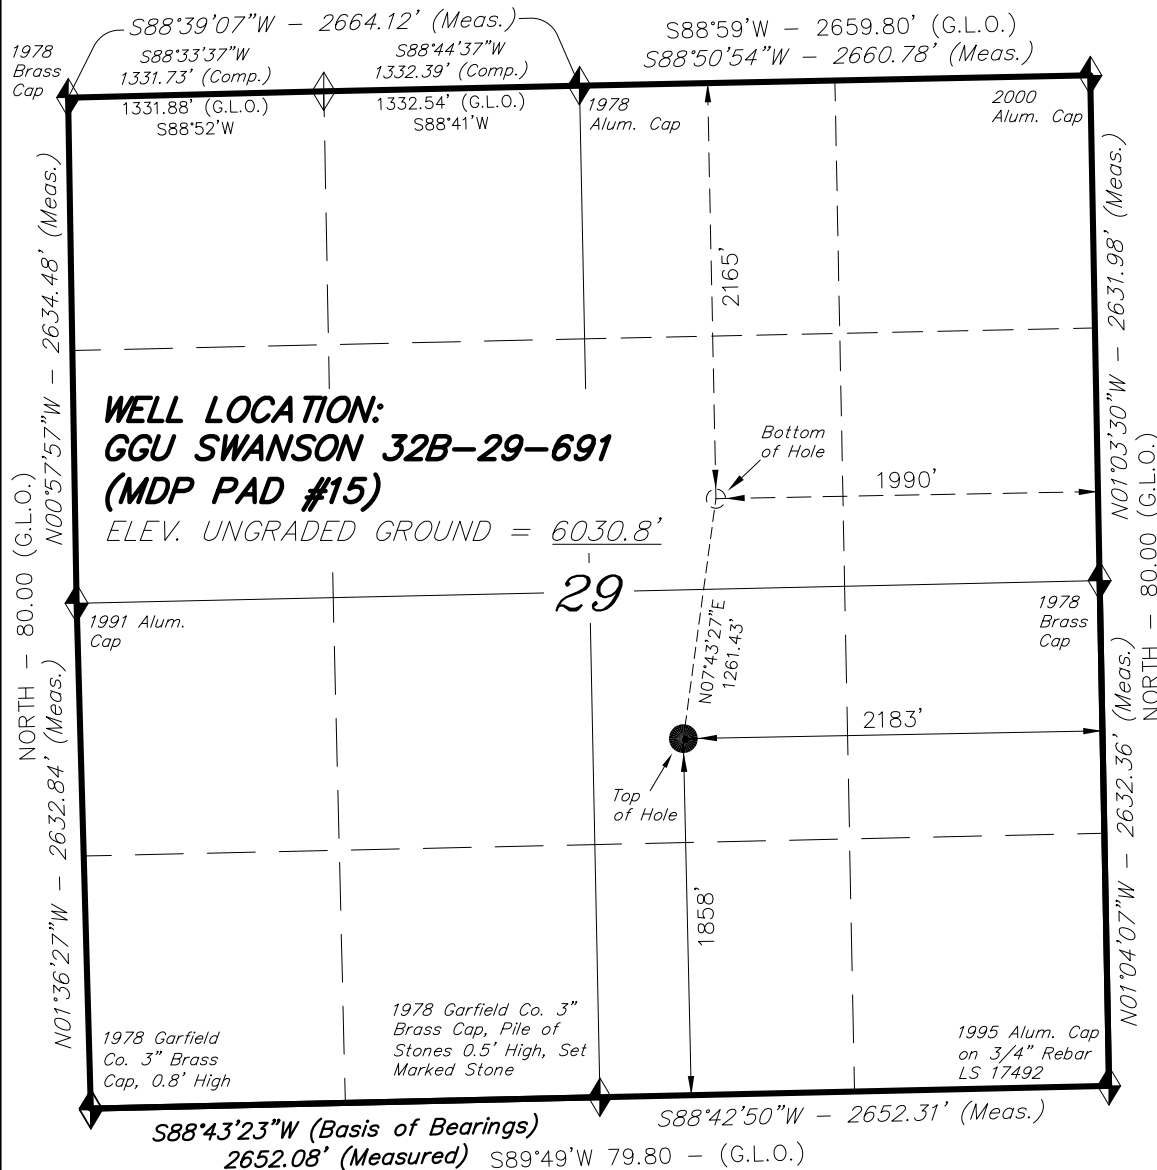 S88°39'07"W - 2664.12' (Meas.)
S88°59'W - 2659.80' (G.L.O.)
S88°50'54"W - 2660.78' (Meas.)
1978
Brass
Cap
S88°33'37"W
1331.73' (Comp.)
S88°44'37"W
1332.39' (Comp.)
1331.88' (G.L.O.)
S88°52'W
1332.54' (G.L.O.)
S88°41'W
1978
Alum. Cap
2000
Alum. Cap
N00°57'57"W - 2634.48' (Meas.)
2165'
N01°03'30"W - 2631.98' (Meas.)
WELL LOCATION:
GGU SWANSON 32B-29-691
(MDP PAD #15)
ELEV. UNGRADED GROUND = 6030.8'
Bottom
of Hole
1990'
NORTH - 80.00 (G.L.O.)
NORTH - 80.00 (G.L.O.)
29
1991 Alum.
Cap
1978
Brass
Cap
N07°43'27"E
1261.43'
2183'
Top
of Hole
N01°36'27"W - 2632.84' (Meas.)
1858'
N01°04'07"W - 2632.36' (Meas.)
1978 Garfield
Co. 3" Brass
Cap, 0.8' High
1978 Garfield Co. 3"
Brass Cap, Pile of
Stones 0.5' High, Set
Marked Stone
1995 Alum. Cap
on 3/4" Rebar
LS 17492
S88°43'23"W (Basis of Bearings)
2652.08' (Measured)
S88°42'50"W - 2652.31' (Meas.)
S89°49'W 79.80 - (G.L.O.)